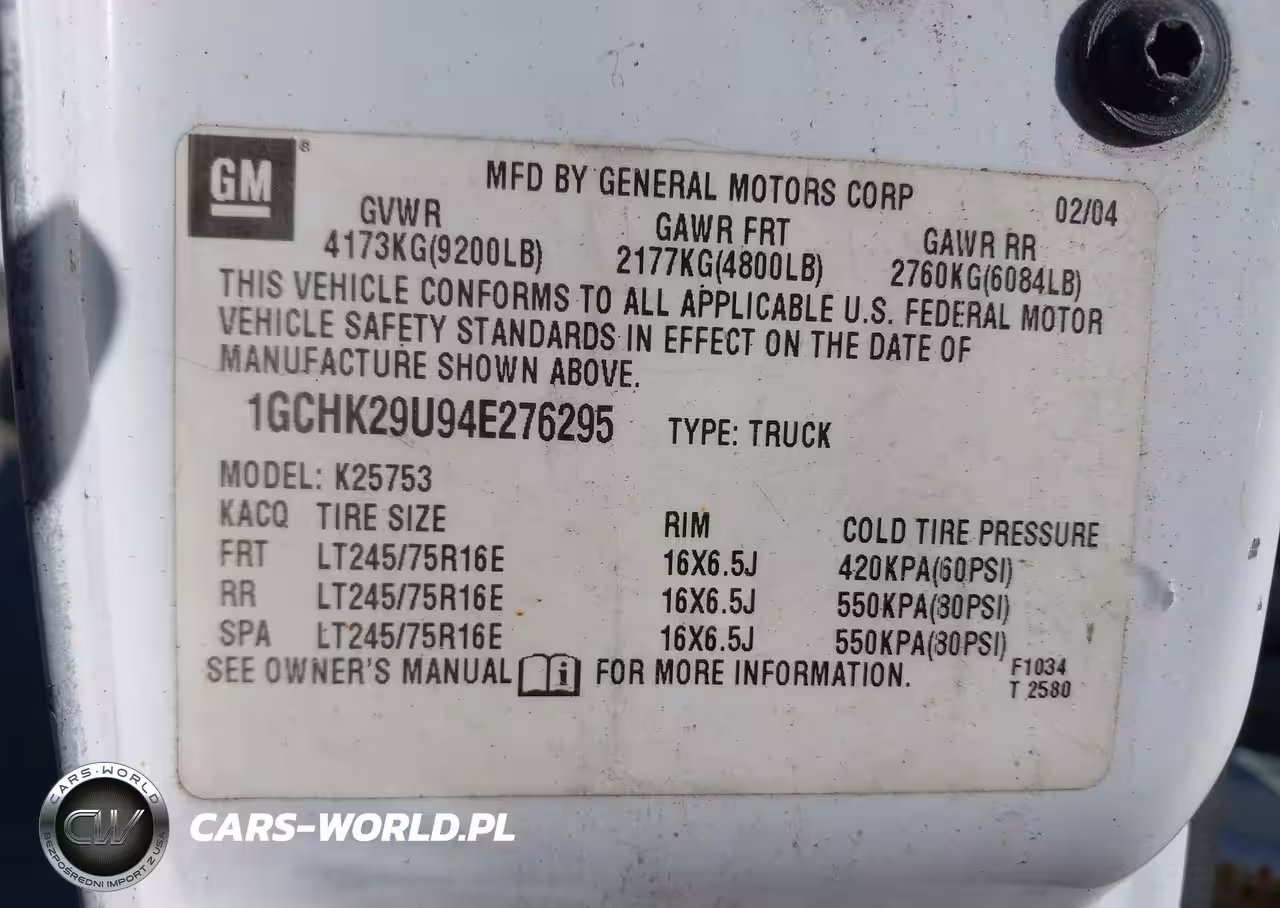 GM ®
MFD BY GENERAL MOTORS CORP 02/04
GVWR GAWR FRT GAWR RR
4173KG(9200LB) 2177KG(4800LB) 2760KG(6084LB)
THIS VEHICLE CONFORMS TO ALL APPLICABLE U.S. FEDERAL MOTOR
VEHICLE SAFETY STANDARDS IN EFFECT ON THE DATE OF
MANUFACTURE SHOWN ABOVE.
1GCHK29U94E276295 TYPE: TRUCK
MODEL: K25753
KACQ TIRE SIZE RIM COLD TIRE PRESSURE
FRT LT245/75R16E 16X6.5J 420KPA(60PSI)
RR LT245/75R16E 16X6.5J 550KPA(80PSI)
SPA LT245/75R16E 16X6.5J 550KPA(80PSI)
SEE OWNER'S MANUAL i FOR MORE INFORMATION.
F1034
T 2580
CARS-WORLD
CW
BEZPOŚREDNI IMPORT Z USA
CARS-WORLD.PL